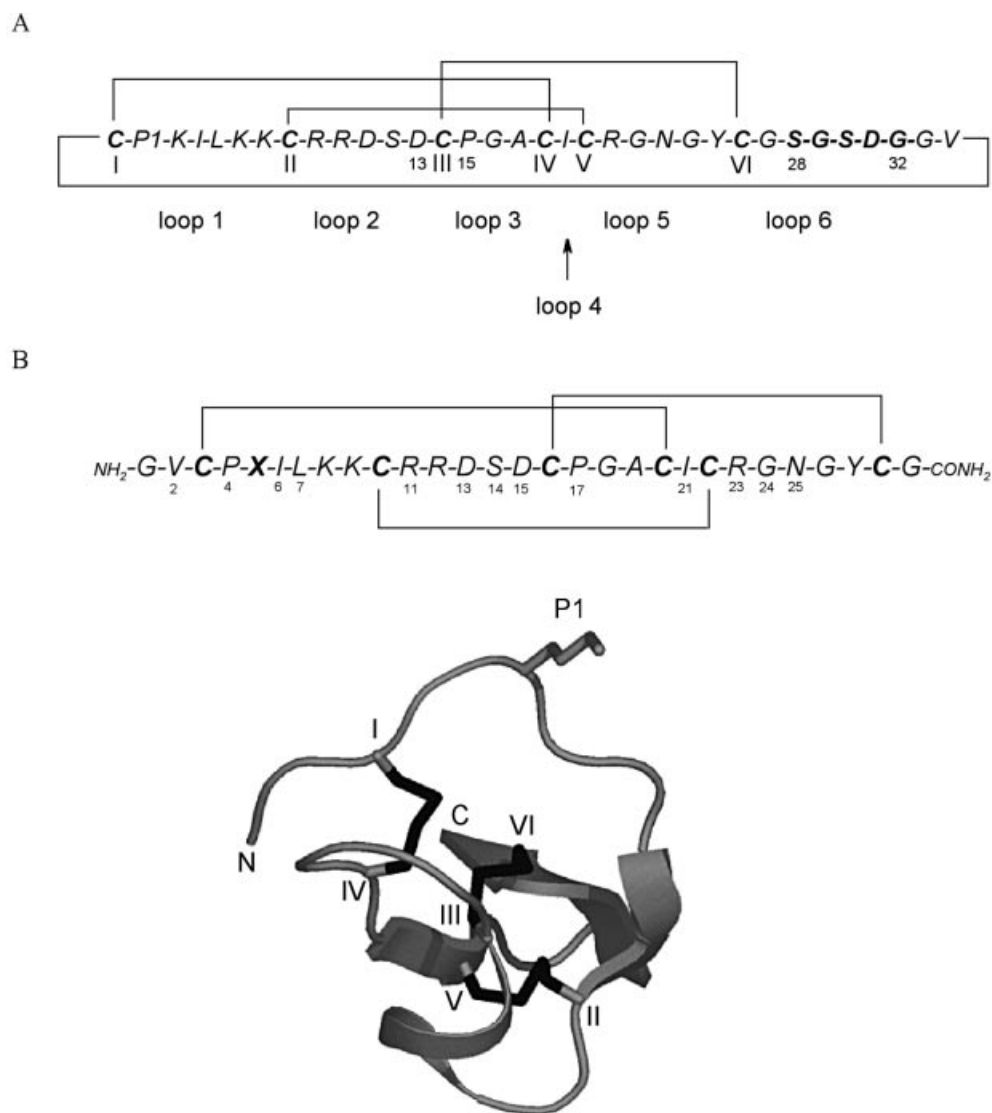 A
C-P1-K-I-L-K-K-C-R-R-D-S-D-C-P-G-A-C-I-C-R-G-N-G-Y-C-G-S-G-S-D-G-G-V
I II 13 III 15 IV V VI 28 32
loop 1 loop 2 loop 3 loop 5 loop 6
loop 4
B
NH2-G-V-C-P-X-I-L-K-K-C-R-R-D-S-D-C-P-G-A-C-I-C-R-G-N-G-Y-C-G-CONH2
2 4 6 7 11 13 14 15 17 21 23 24 25
P1
I
C
VI
N
IV
III
V
II